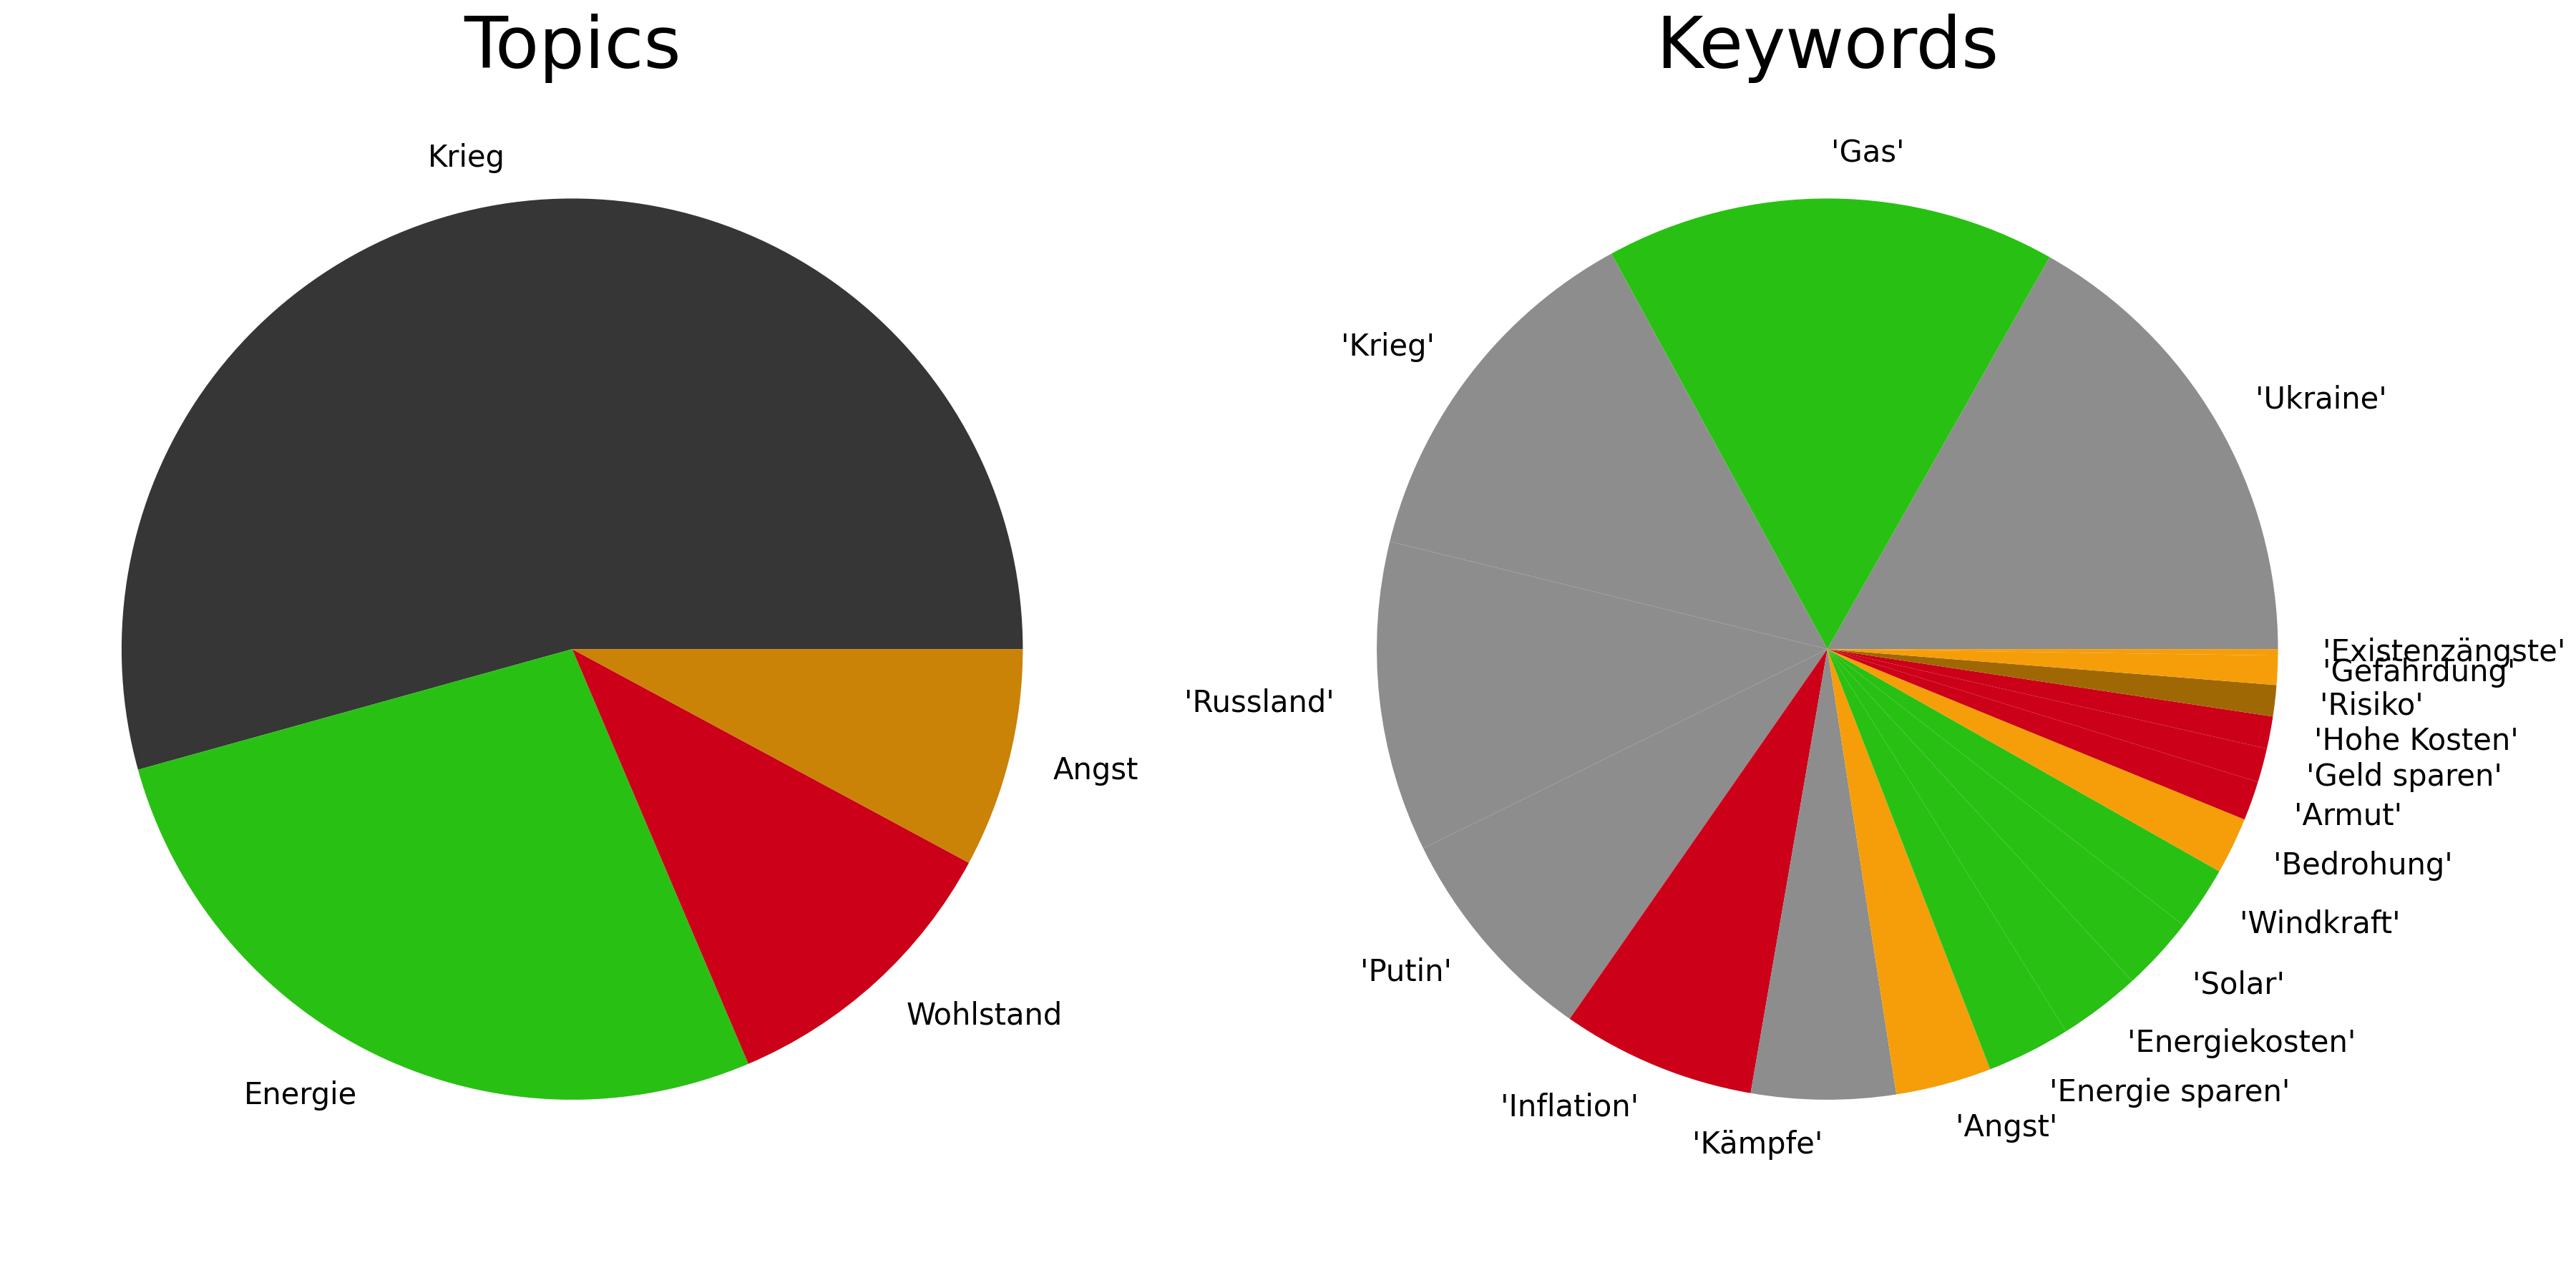 Topics
Krieg
Energie
Wohlstand
Angst
Keywords
'Ukraine'
'Gas'
'Krieg'
'Russland'
'Putin'
'Inflation'
'Kämpfe'
'Angst'
'Energie sparen'
'Energiekosten'
'Solar'
'Windkraft'
'Bedrohung'
'Armut'
'Geld sparen'
'Hohe Kosten'
'Risiko'
'Gefährdung'
'Existenzängste'